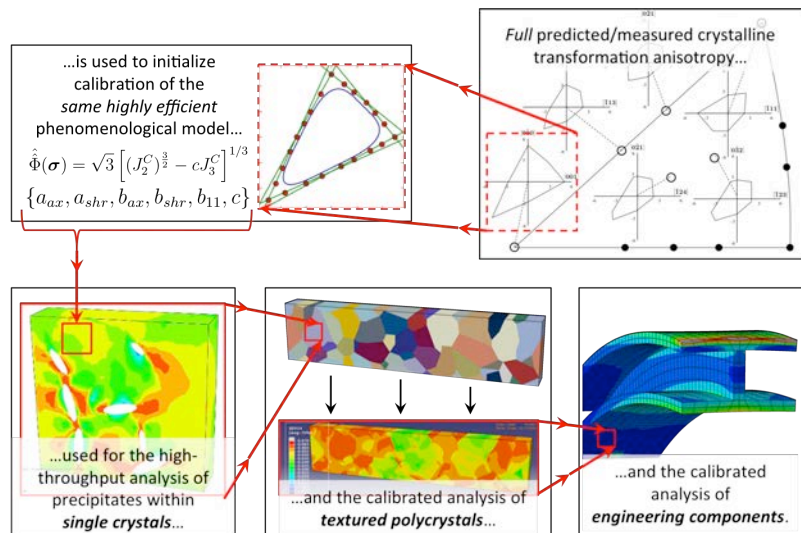 Full predicted/measured crystalline
transformation anisotropy…
…is used to initialize
calibration of the
same highly efficient
phenomenological model…
$\hat{\hat{\Phi}}(\boldsymbol{\sigma}) = \sqrt{3}\left[(J_2^C)^{\frac{3}{2}} - cJ_3^C\right]^{1/3}$
$\{a_{ax}, a_{shr}, b_{ax}, b_{shr}, b_{11}, c\}$
…used for the high-
throughput analysis of
precipitates within
single crystals…
…and the calibrated analysis of
textured polycrystals…
…and the calibrated
analysis of
engineering components.